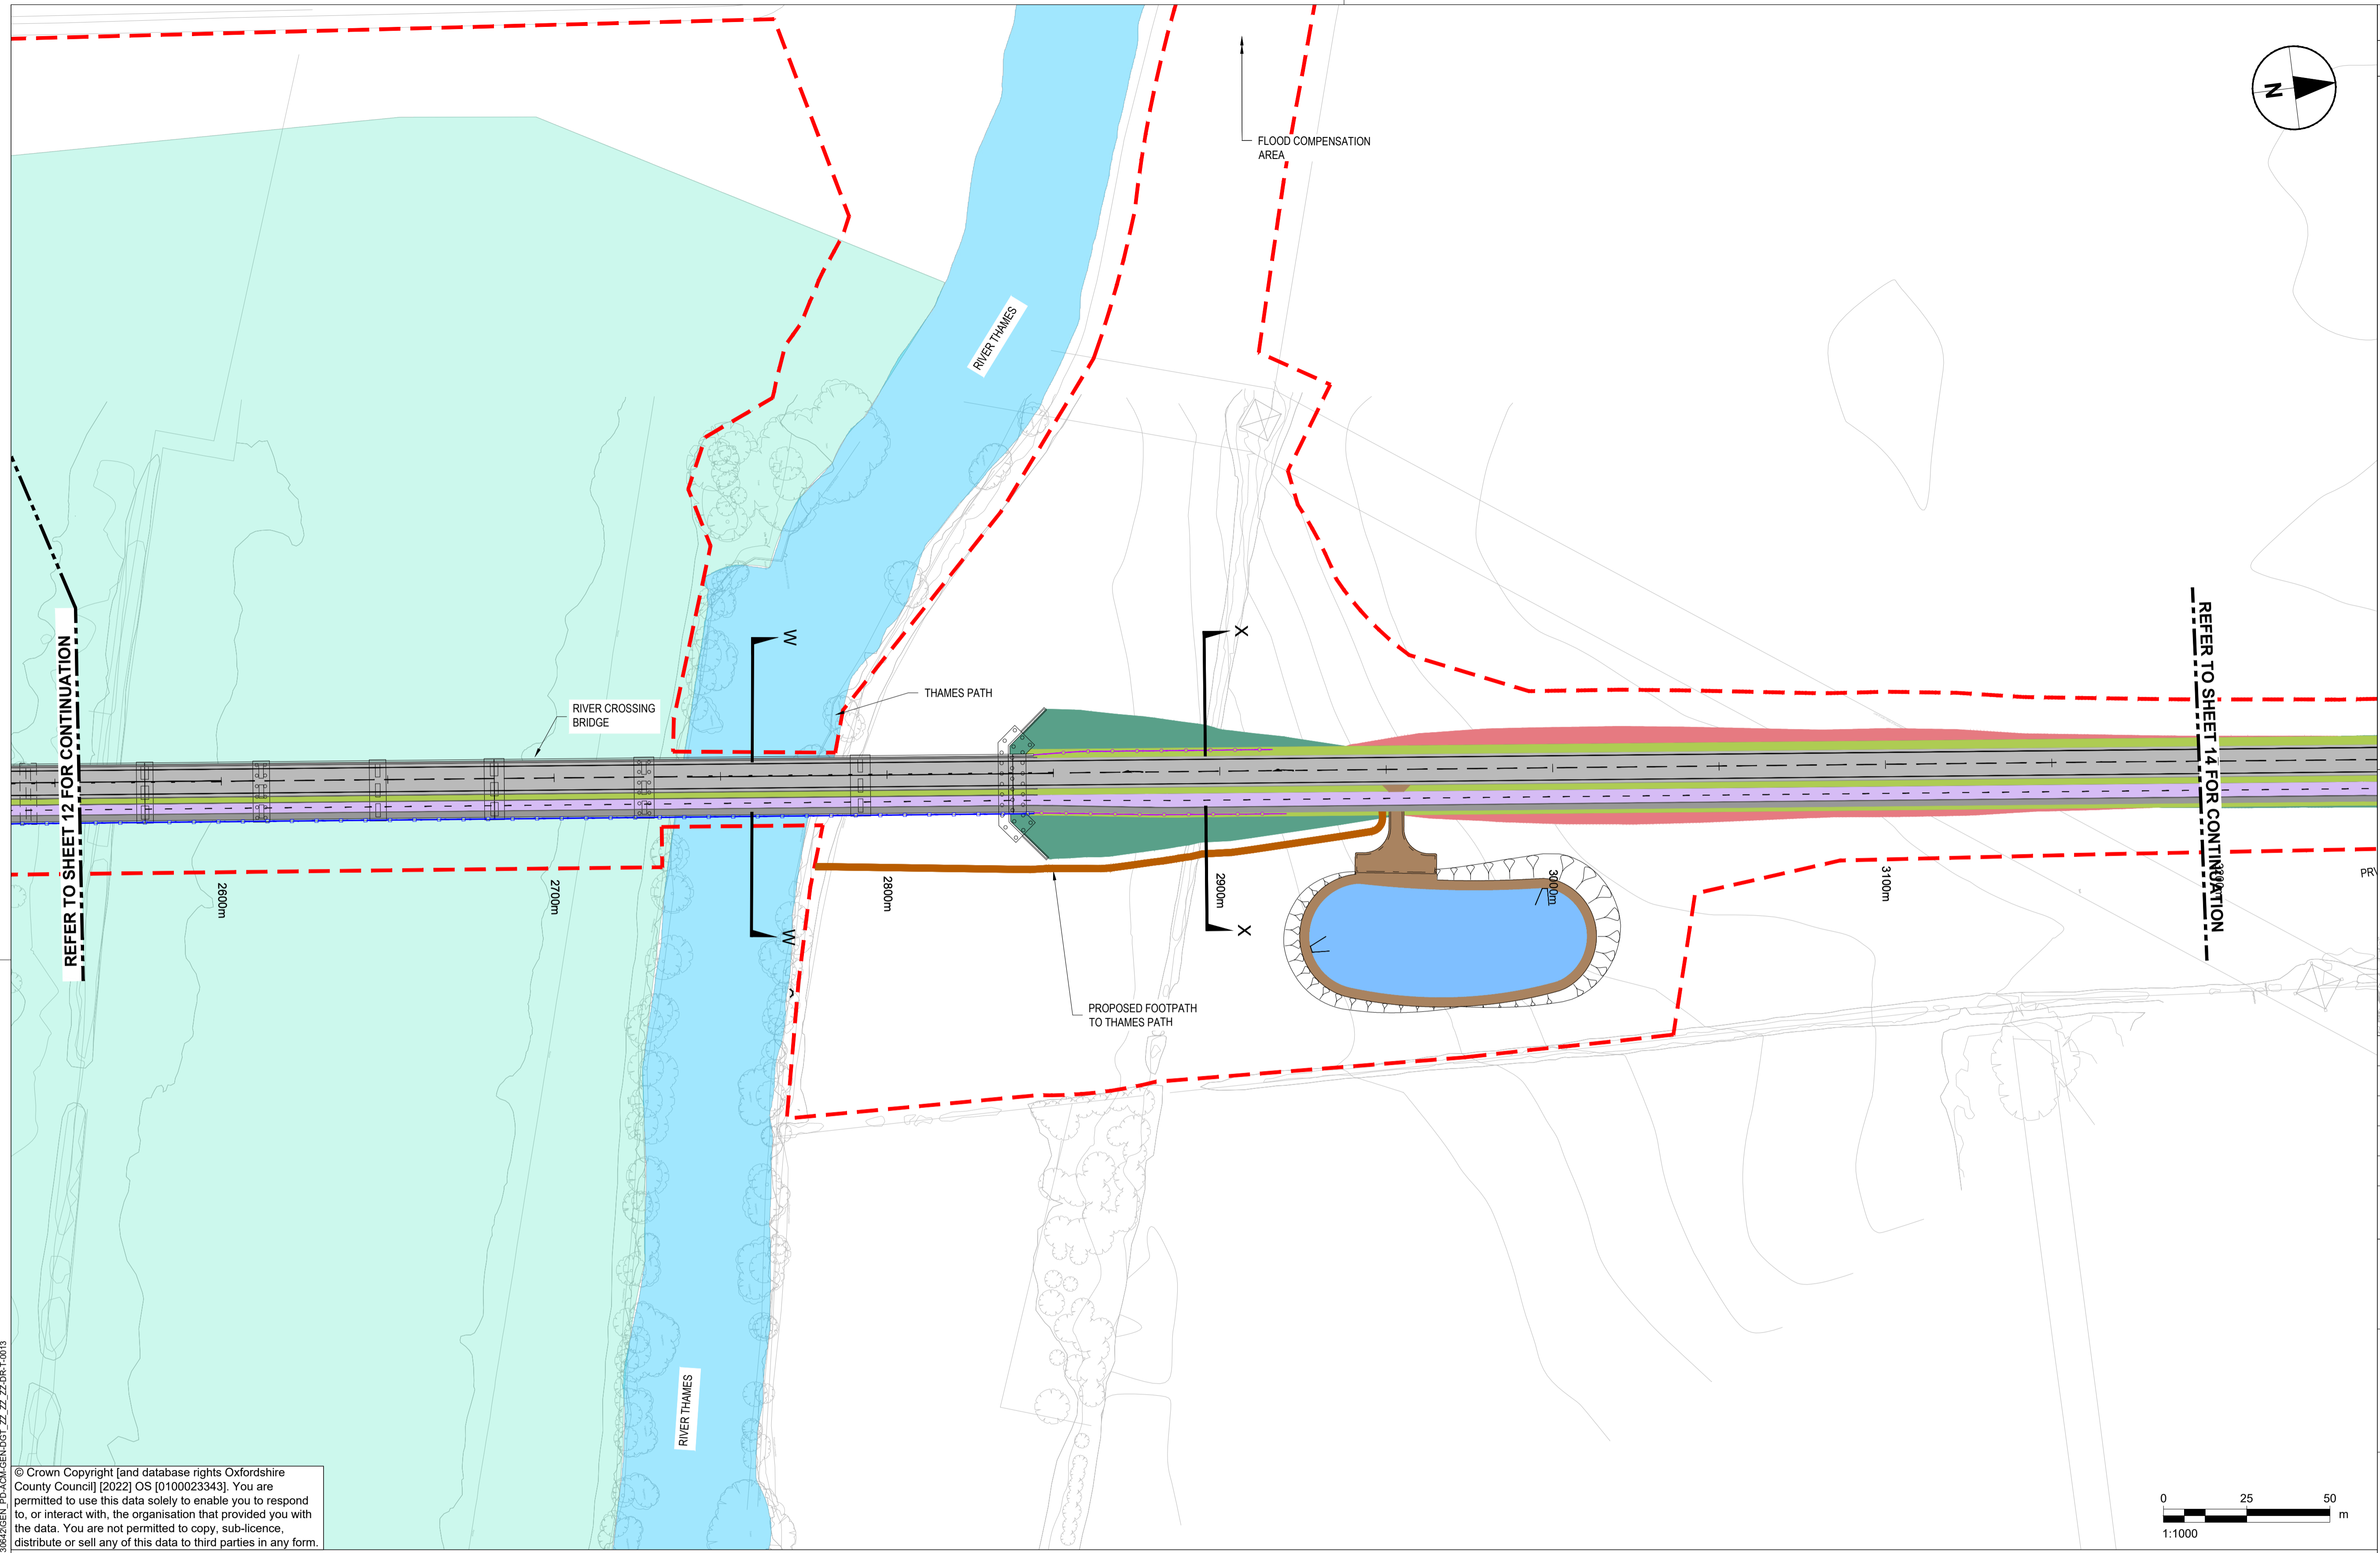 N
FLOOD COMPENSATION
AREA
RIVER THAMES
REFER TO SHEET 12 FOR CONTINUATION
REFER TO SHEET 14 FOR CONTINUATION
W
X
THAMES PATH
RIVER CROSSING
BRIDGE
2600m
2700m
2800m
2900m
3000m
3100m
W
X
PROPOSED FOOTPATH
TO THAMES PATH
RIVER THAMES
© Crown Copyright [and database rights Oxfordshire
County Council] [2022] OS [0100023343]. You are
permitted to use this data solely to enable you to respond
to, or interact with, the organisation that provided you with
the data. You are not permitted to copy, sub-licence,
distribute or sell any of this data to third parties in any form.
0 25 50
m
1:1000